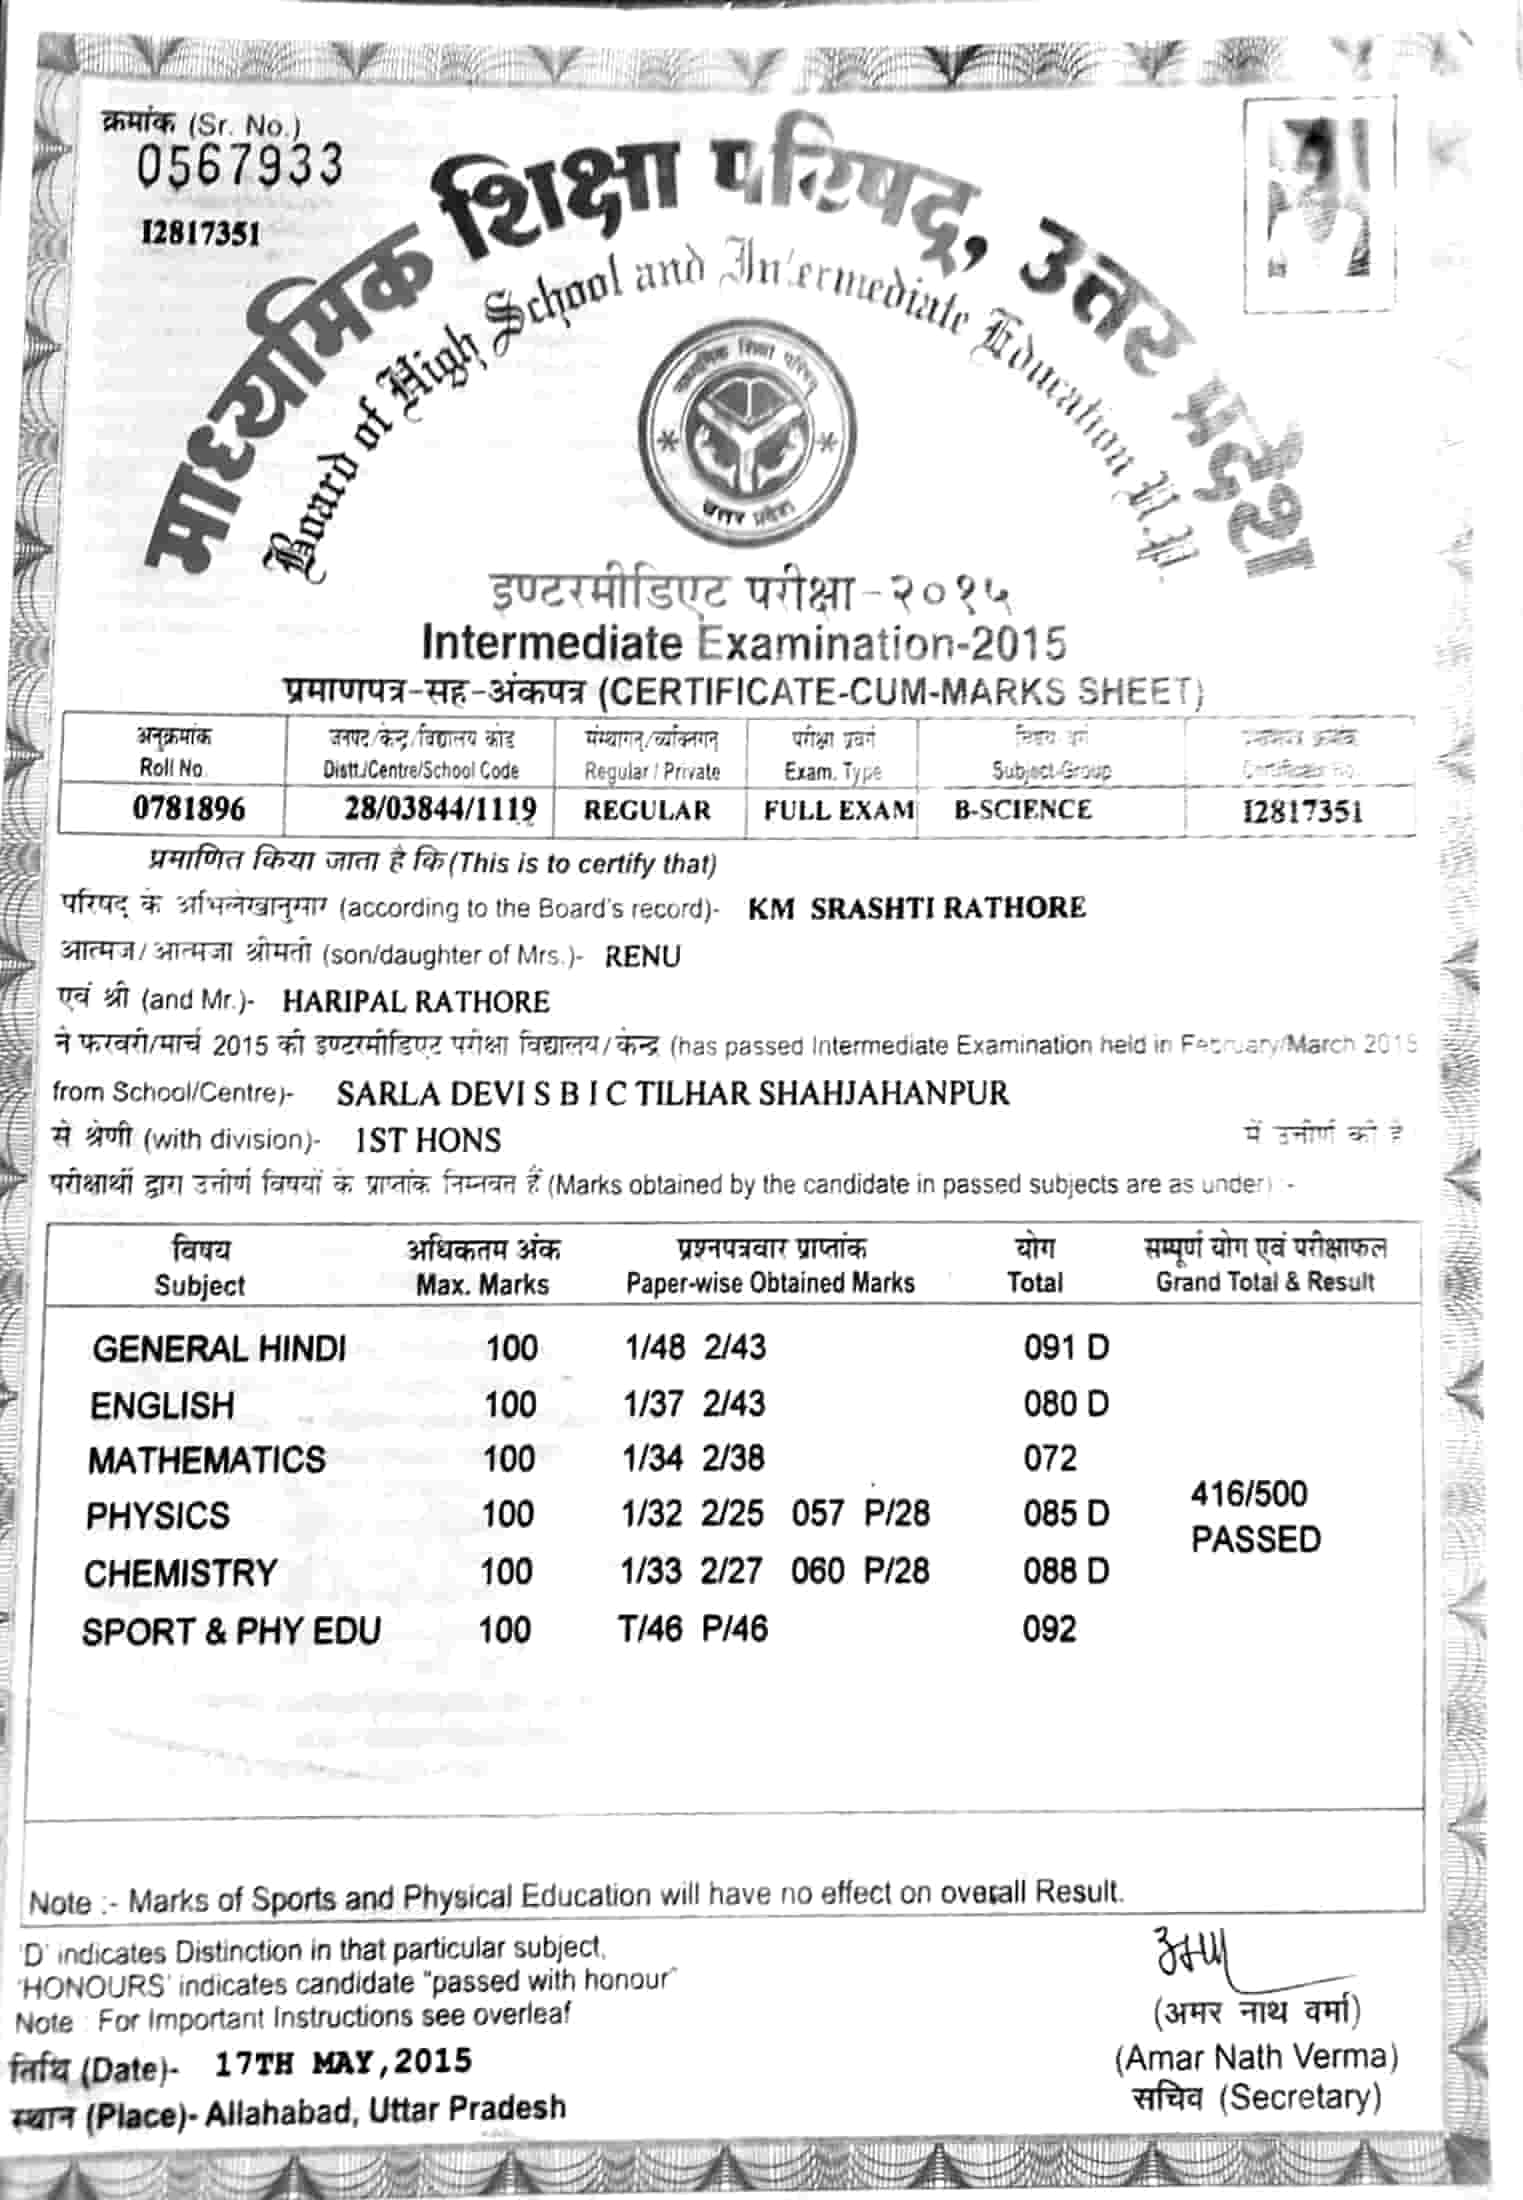 क्रमांक (Sr. No.)
0567933
I2817351
माध्यमिक शिक्षा परिषद्, उत्तर प्रदेश
Board of High School and Intermediate Education U.P.
माध्यमिक शिक्षा परिषद्
उत्तर प्रदेश
इण्टरमीडिएट परीक्षा-२०१५
Intermediate Examination-2015
प्रमाणपत्र-सह-अंकपत्र (CERTIFICATE-CUM-MARKS SHEET)
अनुक्रमांक जनपद/केन्द्र/विद्यालय कोड संस्थागत/व्यक्तिगत परीक्षा प्रवर्ग विषय वर्ग प्रमाणपत्र क्रमांक
Roll No. Distt./Centre/School Code Regular / Private Exam. Type Subject-Group Certificate No.
0781896 28/03844/1119 REGULAR FULL EXAM B-SCIENCE I2817351
प्रमाणित किया जाता है कि (This is to certify that)
परिषद के अभिलेखानुसार (according to the Board's record)- KM SRASHTI RATHORE
आत्मज/आत्मजा श्रीमती (son/daughter of Mrs.)- RENU
एवं श्री (and Mr.)- HARIPAL RATHORE
ने फरवरी/मार्च 2015 की इण्टरमीडिएट परीक्षा विद्यालय/केन्द्र (has passed Intermediate Examination held in February/March 2015
from School/Centre)- SARLA DEVI S B I C TILHAR SHAHJAHANPUR
से श्रेणी (with division)- 1ST HONS में उत्तीर्ण की है
परीक्षार्थी द्वारा उत्तीर्ण विषयों के प्राप्तांक निम्नवत हैं (Marks obtained by the candidate in passed subjects are as under) :-
विषय अधिकतम अंक प्रश्नपत्रवार प्राप्तांक योग सम्पूर्ण योग एवं परीक्षाफल
Subject Max. Marks Paper-wise Obtained Marks Total Grand Total & Result
GENERAL HINDI 100 1/48 2/43 091 D
ENGLISH 100 1/37 2/43 080 D
MATHEMATICS 100 1/34 2/38 072
416/500
PHYSICS 100 1/32 2/25 057 P/28 085 D
PASSED
CHEMISTRY 100 1/33 2/27 060 P/28 088 D
SPORT & PHY EDU 100 T/46 P/46 092
Note :- Marks of Sports and Physical Education will have no effect on overall Result.
'D' indicates Distinction in that particular subject,
'HONOURS' indicates candidate "passed with honour"
Note : For Important Instructions see overleaf
तिथि (Date)- 17TH MAY,2015
स्थान (Place)- Allahabad, Uttar Pradesh
(अमर नाथ वर्मा)
(Amar Nath Verma)
सचिव (Secretary)